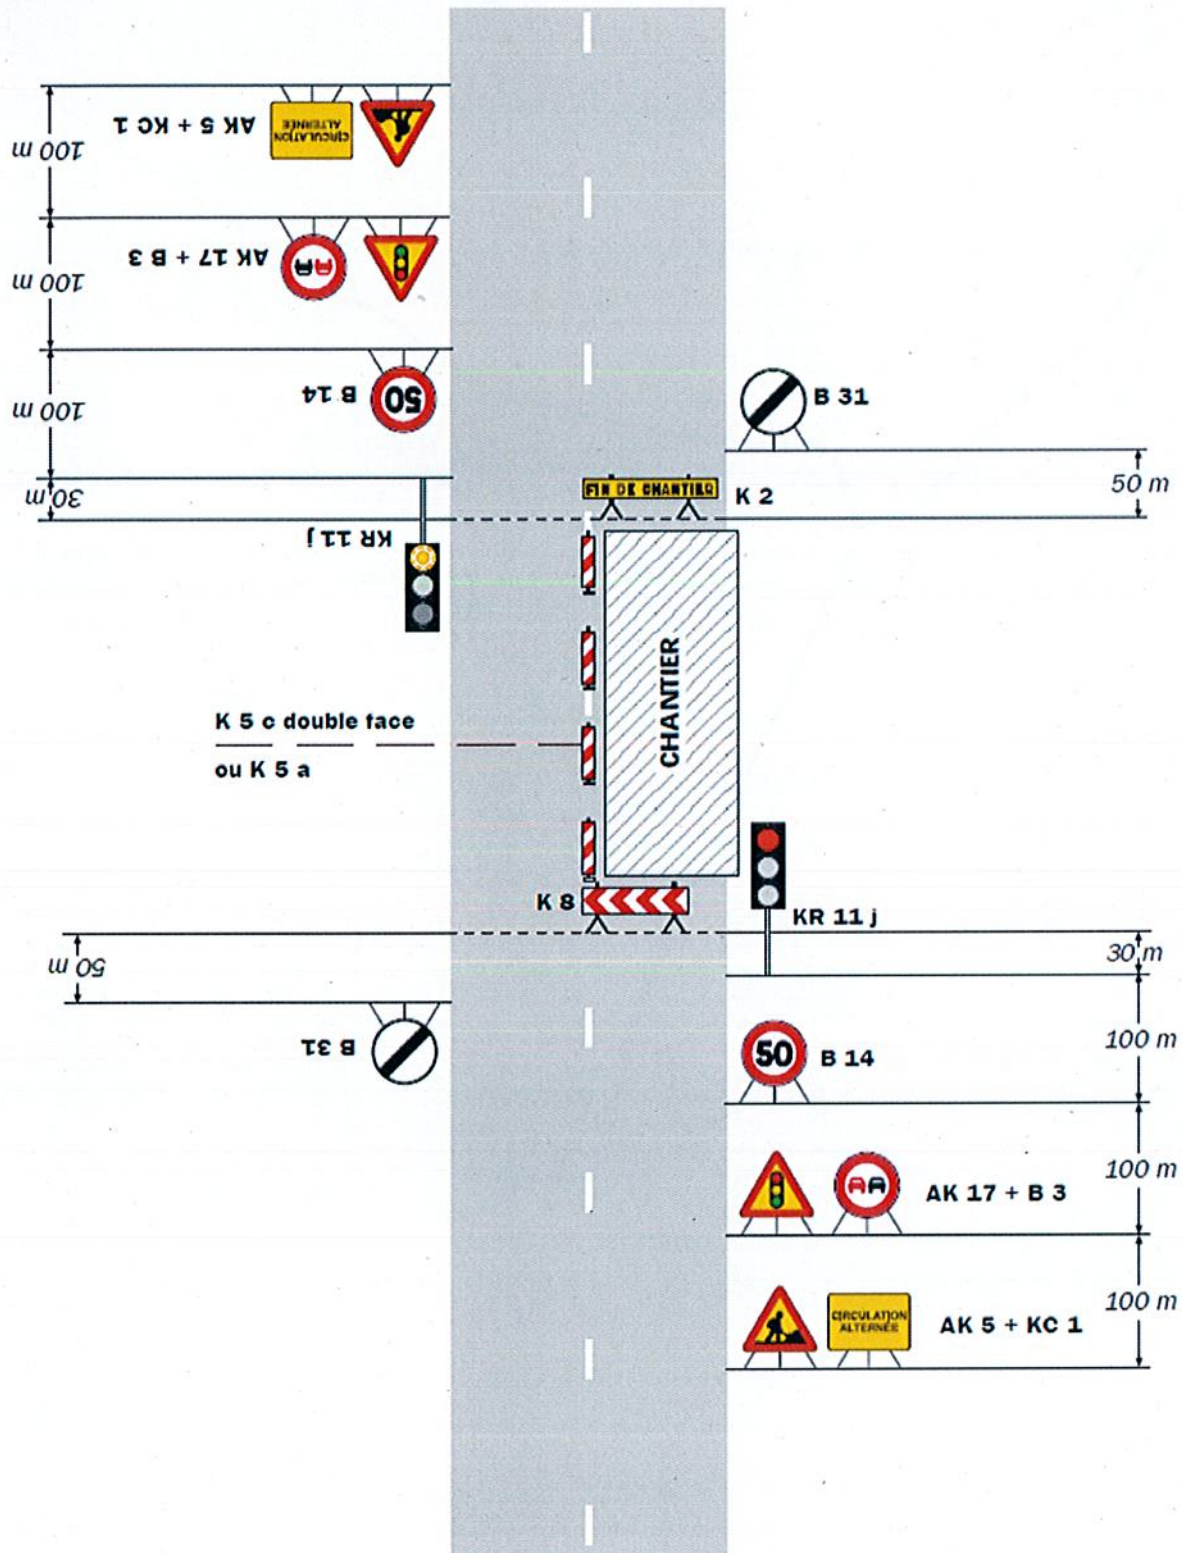 AK 5 + KC 1
CIRCULATION
ALTERNÉE
100 m
AK 17 + B 3
100 m
B 14
50
100 m
B 31
30 m
FIN DE CHANTIER
K 2
50 m
KR 11 j
CHANTIER
K 5 c double face
ou K 5 a
K 8
KR 11 j
30 m
50 m
B 31
50
B 14
100 m
AK 17 + B 3
100 m
CIRCULATION
ALTERNÉE
AK 5 + KC 1
100 m